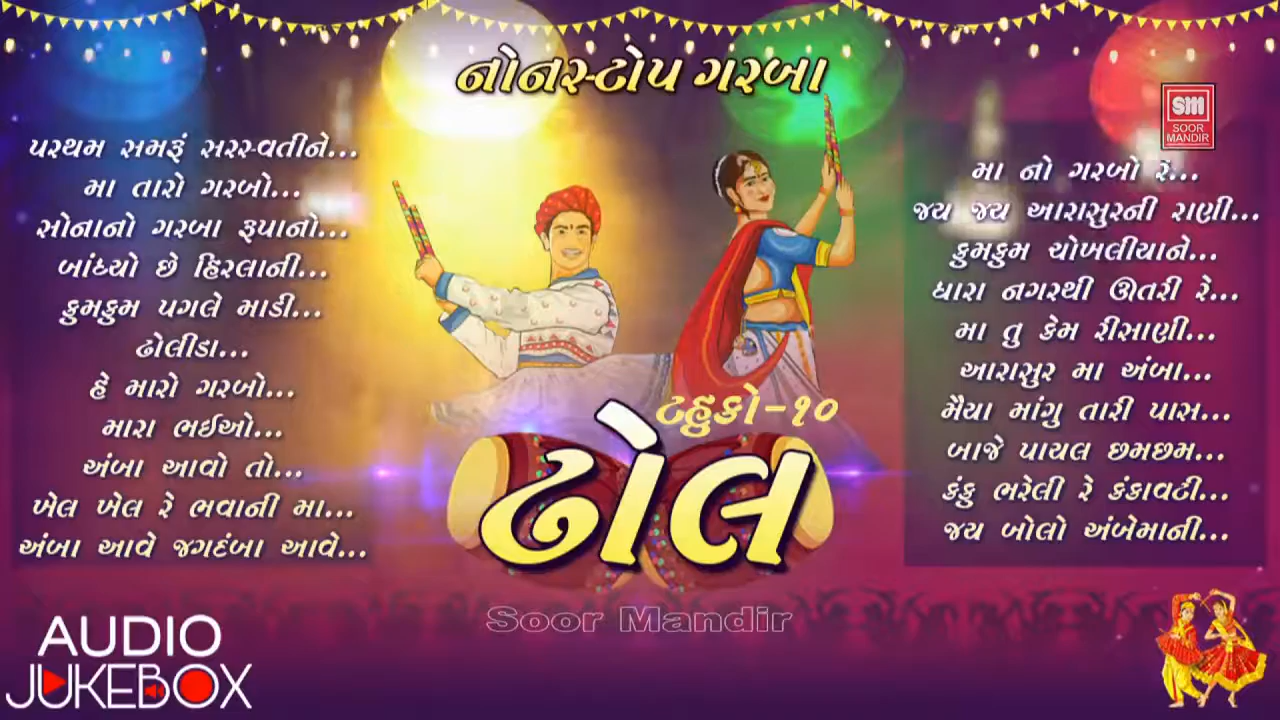 નોનસ્ટોપ ગરબા
SM
SOOR
MANDIR
પરથમ સમરૂં સરસ્વતીને...
મા તારો ગરબો...
સોનાનો ગરબા રૂપાનો...
બાંધ્યો છે હિરલાની...
કુમકુમ પગલે માડી...
ઢોલીડા...
હે મારો ગરબો...
મારા ભઈઓ...
અંબા આવો તો...
ખેલ ખેલ રે ભવાની મા...
અંબા આવે જગદંબા આવે...
મા નો ગરબો રે...
જય જય આરાસુરની રાણી...
કુમકુમ ચોખલીયાને...
ધારા નગરથી ઊતરી રે...
મા તુ કેમ રીસાણી...
આરાસુર મા અંબા...
મૈયા માંગુ તારી પાસ...
બાજે પાયલ છમછમ...
કંકુ ભરેલી રે કંકાવટી...
જય બોલો અંબેમાની...
ટહુકો-૧૦
ઢોલ
Soor Mandir
AUDIO
JUKEBOX